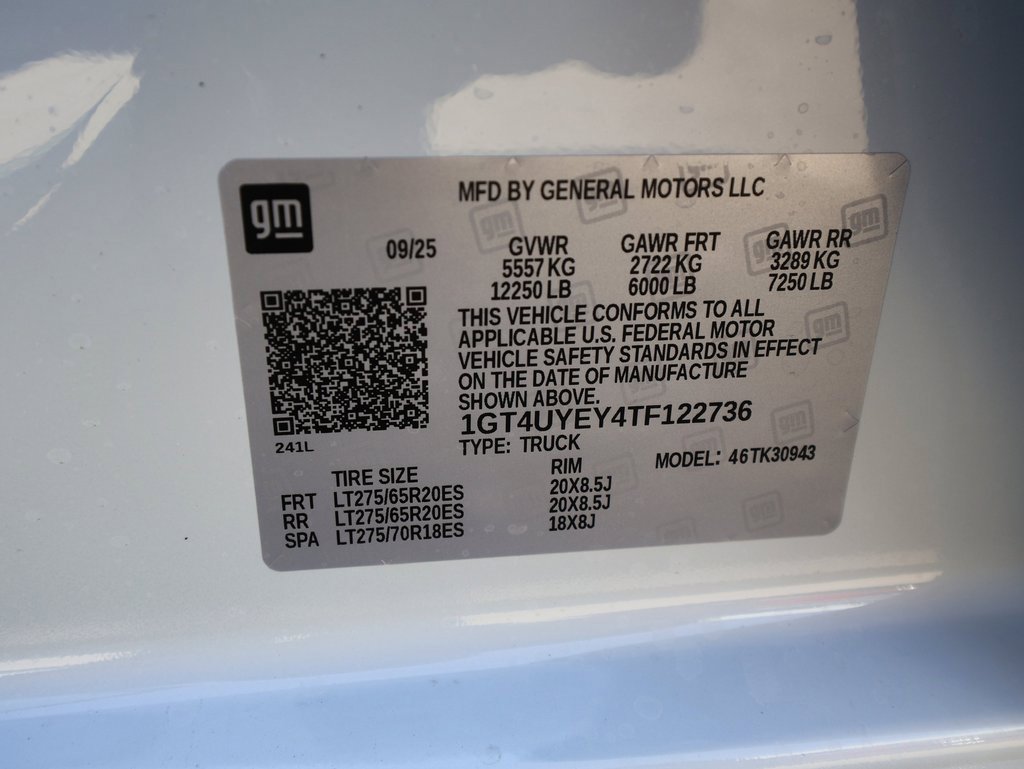 gm
MFD BY GENERAL MOTORS LLC
09/25 GVWR GAWR FRT GAWR RR
5557 KG 2722 KG 3289 KG
12250 LB 6000 LB 7250 LB
THIS VEHICLE CONFORMS TO ALL
APPLICABLE U.S. FEDERAL MOTOR
VEHICLE SAFETY STANDARDS IN EFFECT
ON THE DATE OF MANUFACTURE
SHOWN ABOVE.
1GT4UYEY4TF122736
241L
TYPE: TRUCK MODEL: 46TK30943
TIRE SIZE RIM
FRT LT275/65R20ES 20X8.5J
RR LT275/65R20ES 20X8.5J
SPA LT275/70R18ES 18X8J